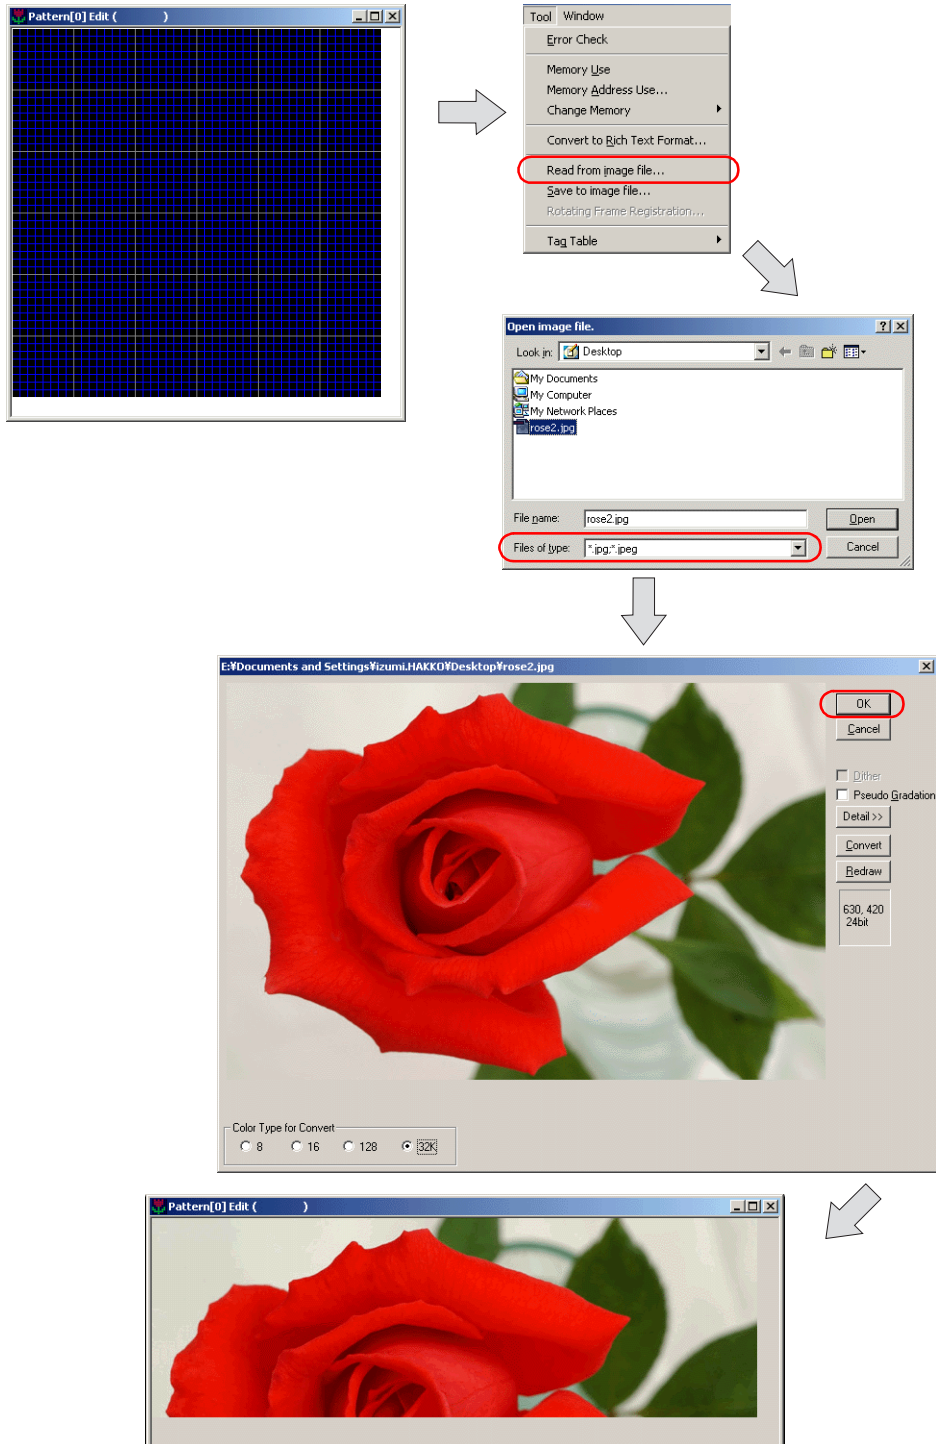 Pattern[0] Edit (          )
Tool Window
Error Check
Memory Use
Memory Address Use...
Change Memory
Convert to Rich Text Format...
Read from image file...
Save to image file...
Rotating Frame Registration...
Tag Table
Open image file.
Look in: Desktop
My Documents
My Computer
My Network Places
rose2.jpg
File name: rose2.jpg Open
Files of type: *.jpg;*.jpeg Cancel
E:¥Documents and Settings¥izumi.HAKKO¥Desktop¥rose2.jpg
OK
Cancel
Dither
Pseudo Gradation
Detail >>
Convert
Redraw
630, 420
24bit
Color Type for Convert
8 16 128 32K
Pattern[0] Edit (          )